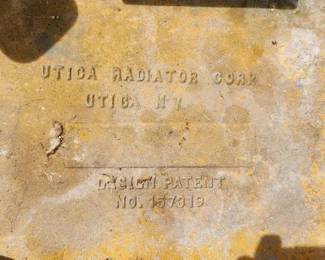 UTICA RADIATOR CORP
UTICA N Y
DESIGN PATENT
NO. 157319